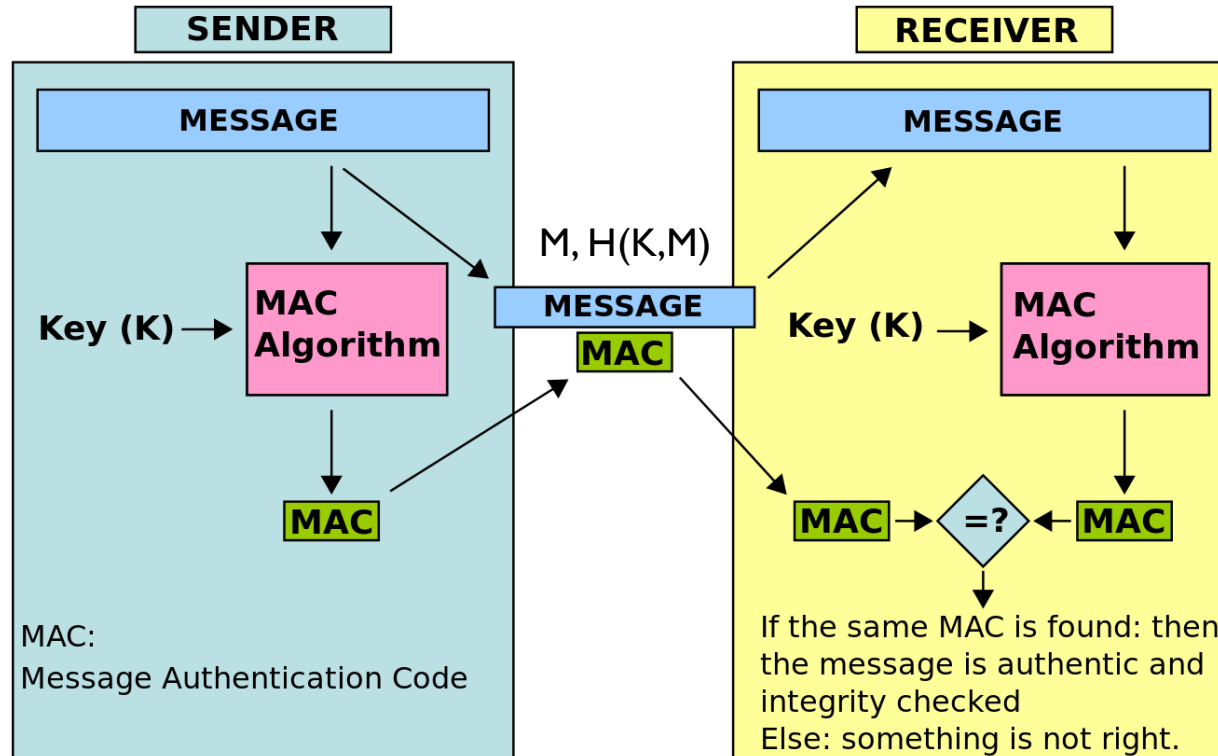 SENDER
MESSAGE
Key (K)
MAC
Algorithm
MAC
MAC:
Message Authentication Code
M, H(K,M)
MESSAGE
MAC
RECEIVER
MESSAGE
Key (K)
MAC
Algorithm
MAC
=?
MAC
If the same MAC is found: then
the message is authentic and
integrity checked
Else: something is not right.